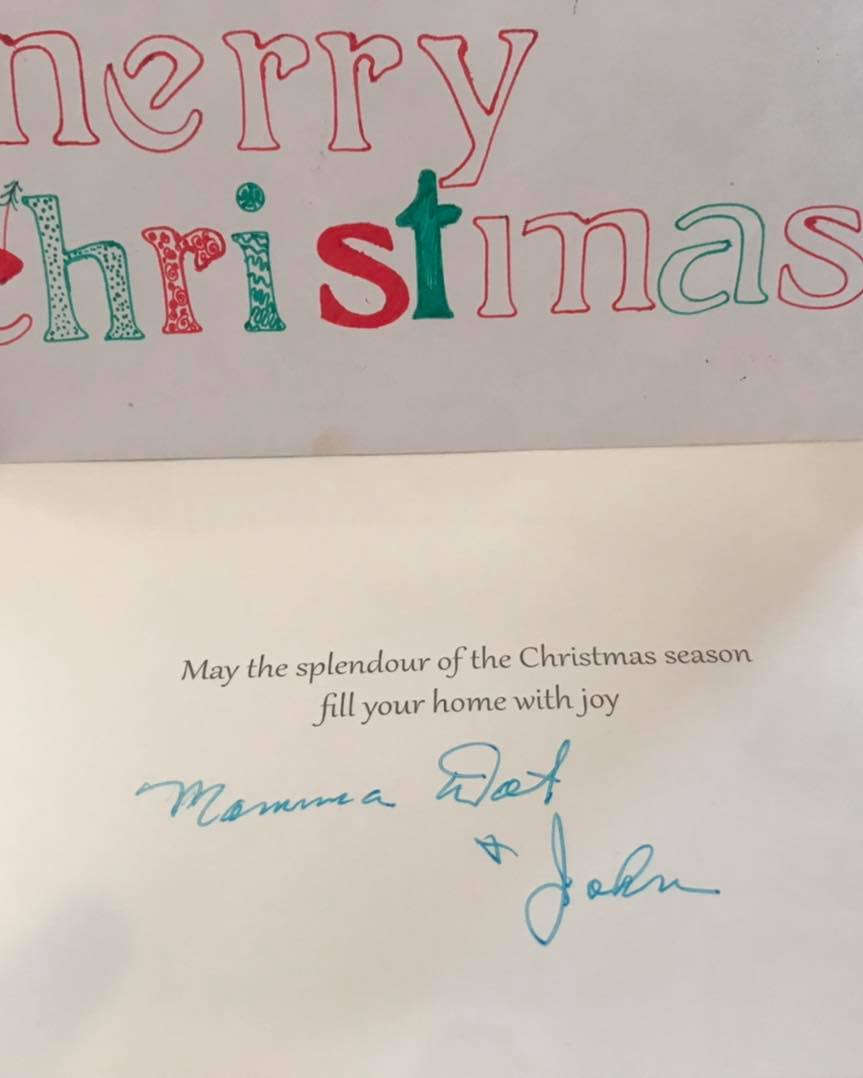 merry
christmas
May the splendour of the Christmas season
fill your home with joy
Mamma Dot
& John